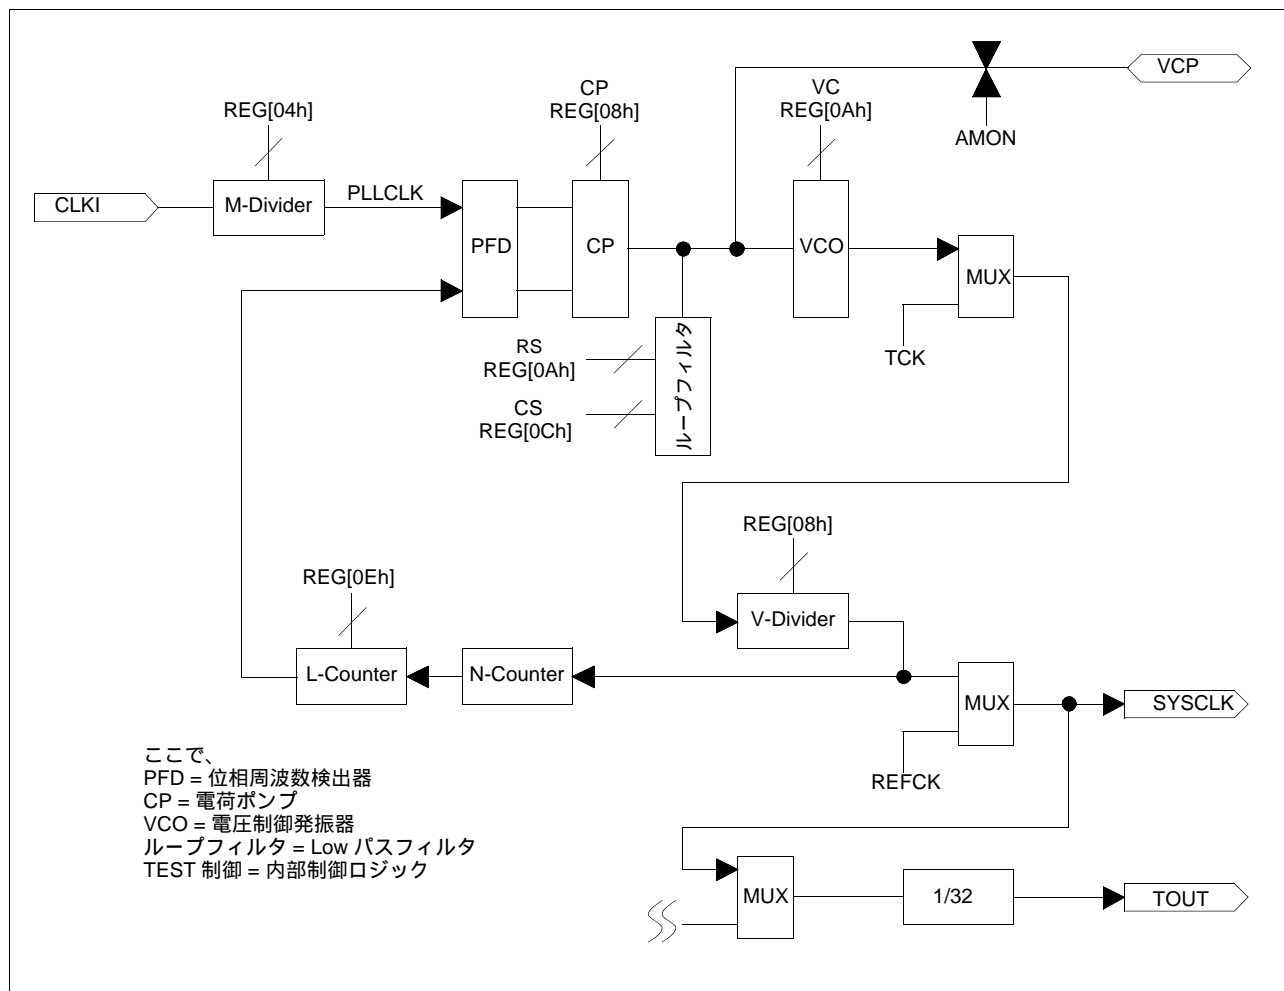 VCP
CP
REG[08h]
VC
REG[0Ah]
REG[04h]
AMON
CLKI
M-Divider
PLLCLK
PFD
CP
VCO
MUX
TCK
RS
REG[0Ah]
CS
REG[0Ch]
ループフィルタ
REG[08h]
V-Divider
REG[0Eh]
L-Counter
N-Counter
MUX
SYSCLK
REFCK
ここで、
PFD = 位相周波数検出器
CP = 電荷ポンプ
VCO = 電圧制御発振器
ループフィルタ = Low パスフィルタ
TEST 制御 = 内部制御ロジック
MUX
1/32
TOUT